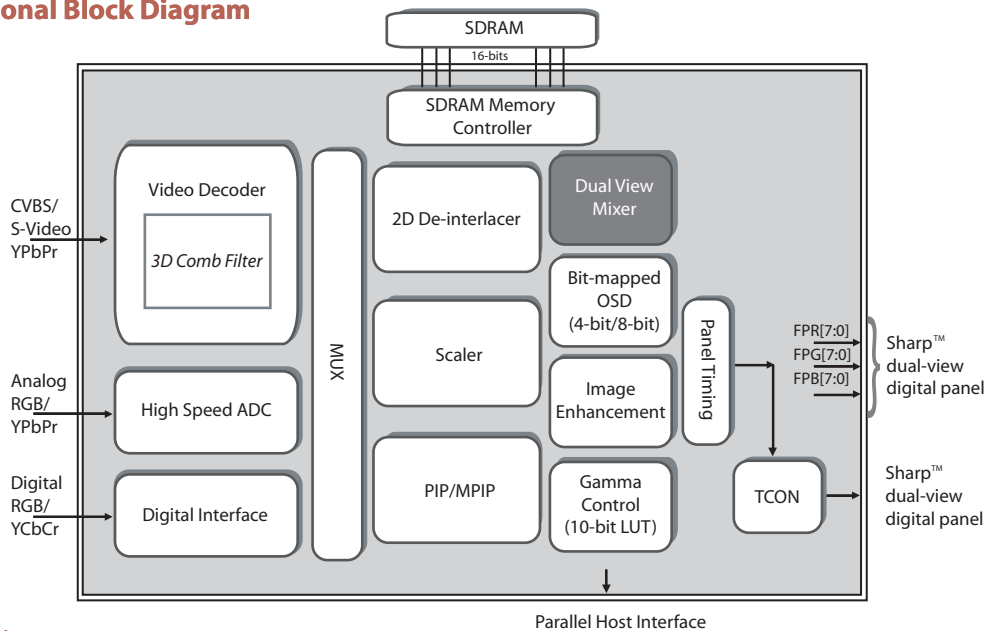 onal Block Diagram
SDRAM
16-bits
SDRAM Memory
Controller
Video Decoder
3D Comb Filter
CVBS/
S-Video
YPbPr
Analog
RGB/
YPbPr
High Speed ADC
Digital
RGB/
YCbCr
Digital Interface
MUX
2D De-interlacer
Scaler
PIP/MPIP
Dual View
Mixer
Bit-mapped
OSD
(4-bit/8-bit)
Image
Enhancement
Gamma
Control
(10-bit LUT)
Panel Timing
TCON
FPR[7:0]
FPG[7:0]
FPB[7:0]
Sharp™
dual-view
digital panel
Sharp™
dual-view
digital panel
Parallel Host Interface